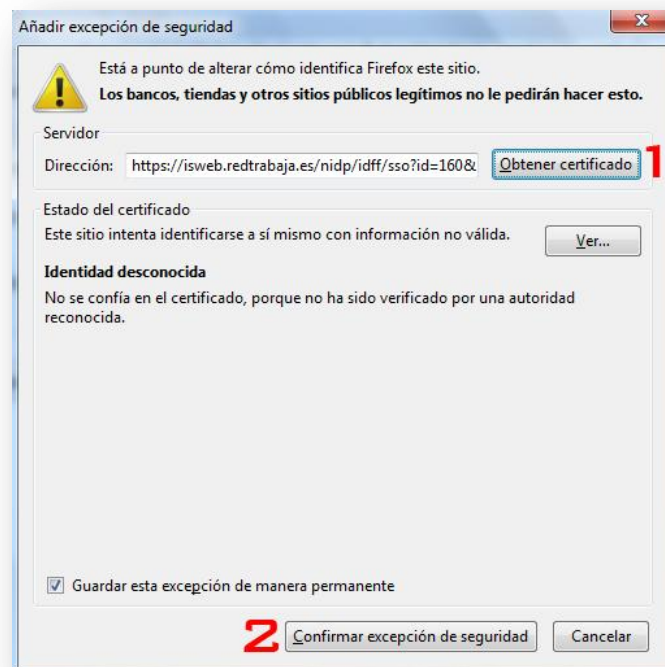 Añadir excepción de seguridad
Está a punto de alterar cómo identifica Firefox este sitio.
Los bancos, tiendas y otros sitios públicos legítimos no le pedirán hacer esto.
Servidor
Dirección: https://isweb.redtrabaja.es/nidp/idff/sso?id=160& Obtener certificado 1
Estado del certificado
Este sitio intenta identificarse a sí mismo con información no válida. Ver...
Identidad desconocida
No se confía en el certificado, porque no ha sido verificado por una autoridad
reconocida.
Guardar esta excepción de manera permanente
2 Confirmar excepción de seguridad Cancelar